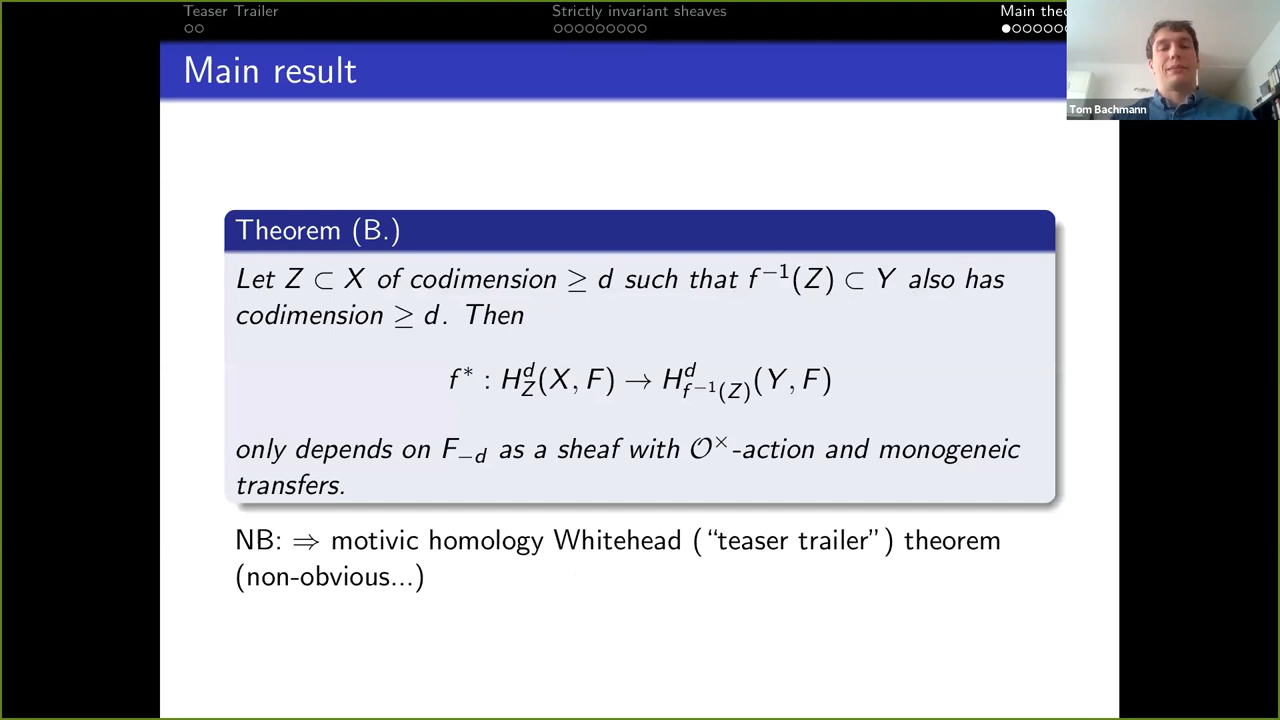 Teaser Trailer
Strictly invariant sheaves
Main theo
Main result
Tom Bachmann
Theorem (B.)
Let Z ⊂ X of codimension ≥ d such that f⁻¹(Z) ⊂ Y also has
codimension ≥ d. Then
f* : H^d_Z(X, F) → H^d_{f⁻¹(Z)}(Y, F)
only depends on F_{−d} as a sheaf with 𝒪^×-action and monogeneic
transfers.
NB: ⇒ motivic homology Whitehead (“teaser trailer”) theorem
(non-obvious...)